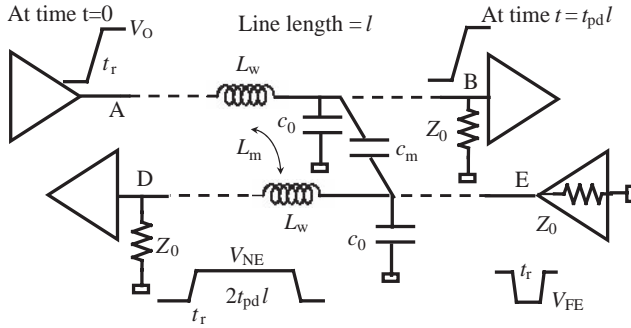 At time t=0
V_O
Line length = l
At time t = t_pd l
t_r
L_w
A
B
c_0
Z_0
L_m
c_m
D
E
L_w
Z_0
Z_0
c_0
V_NE
t_r
t_r
2t_pd l
V_FE